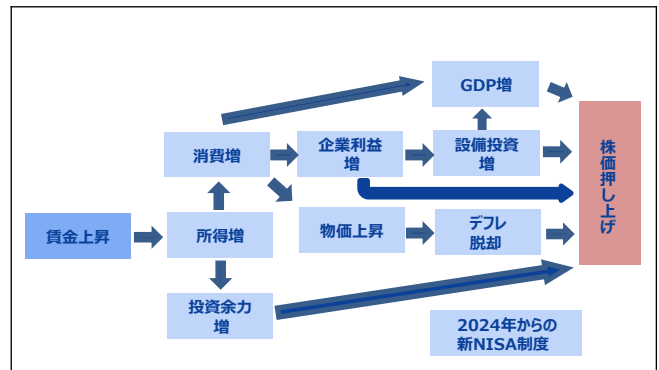 GDP増
消費増
企業利益
増
設備投資
増
株価押し上げ
賃金上昇
所得増
物価上昇
デフレ
脱却
投資余力
増
2024年からの
新NISA制度